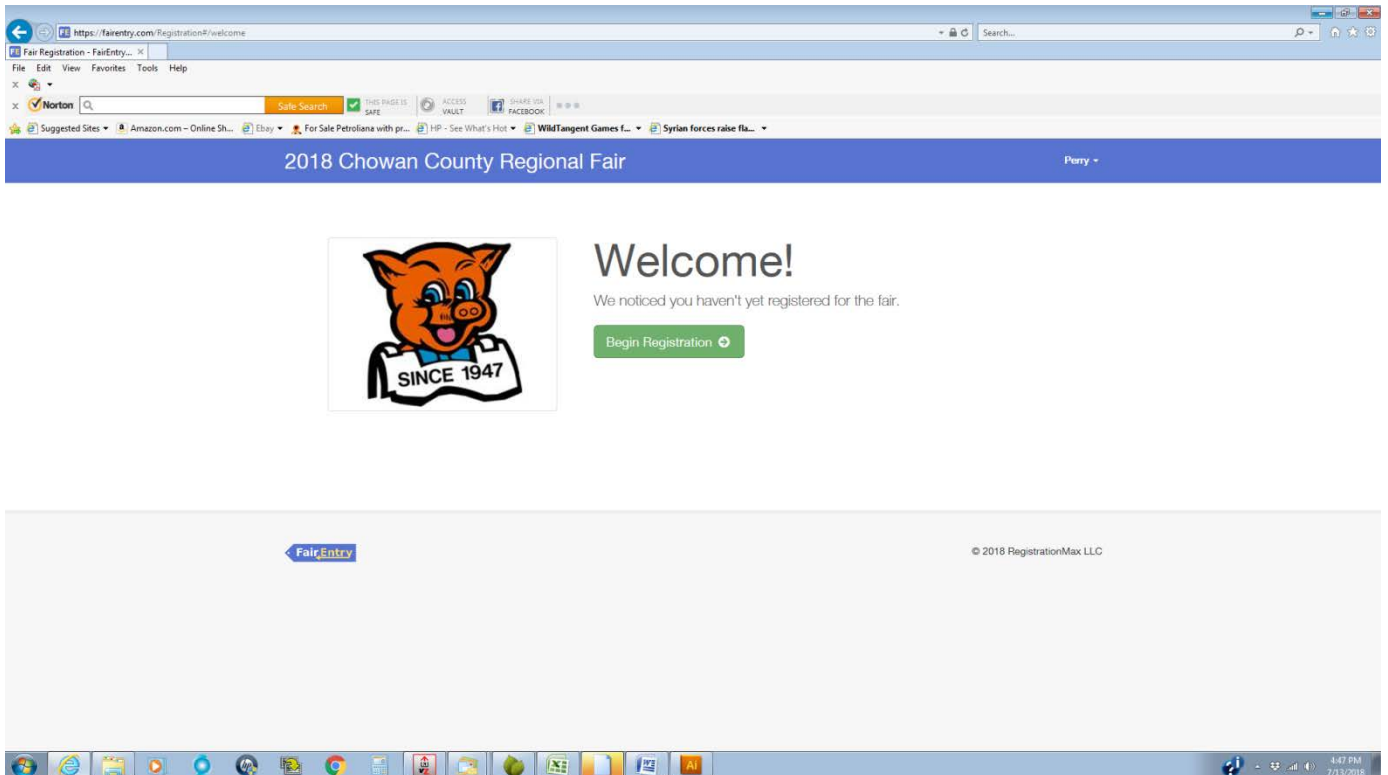 https://fairentry.com/Registration#/welcome
Search...
Fair Registration - FairEntry...
File Edit View Favorites Tools Help
Norton Safe Search THIS PAGE IS SAFE ACCESS VAULT SHARE VIA FACEBOOK
Suggested Sites Amazon.com – Online Sh... Ebay For Sale Petroliana with pr... HP - See What's Hot WildTangent Games f... Syrian forces raise fla...
2018 Chowan County Regional Fair
Perry
SINCE 1947
Welcome!
We noticed you haven't yet registered for the fair.
Begin Registration
FairEntry
© 2018 RegistrationMax LLC
Ai
4:47 PM
7/13/2018